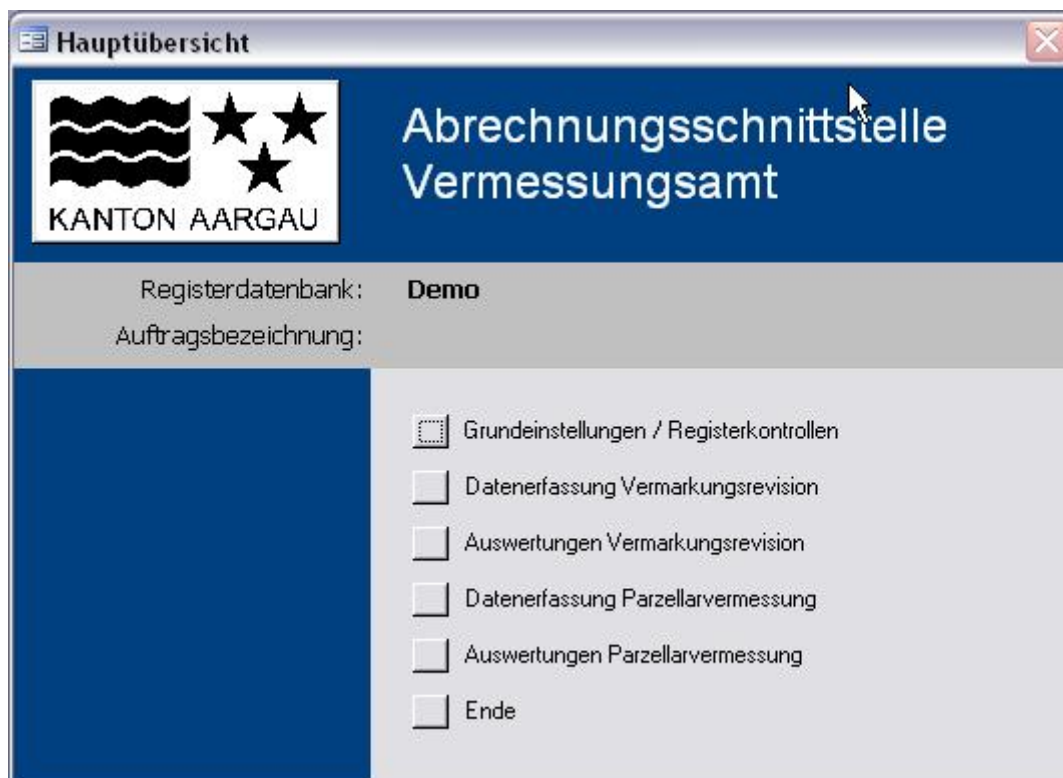 Hauptübersicht
KANTON AARGAU
Abrechnungsschnittstelle
Vermessungsamt
Registerdatenbank: Demo
Auftragsbezeichnung:
Grundeinstellungen / Registerkontrollen
Datenerfassung Vermarkungsrevision
Auswertungen Vermarkungsrevision
Datenerfassung Parzellarvermessung
Auswertungen Parzellarvermessung
Ende